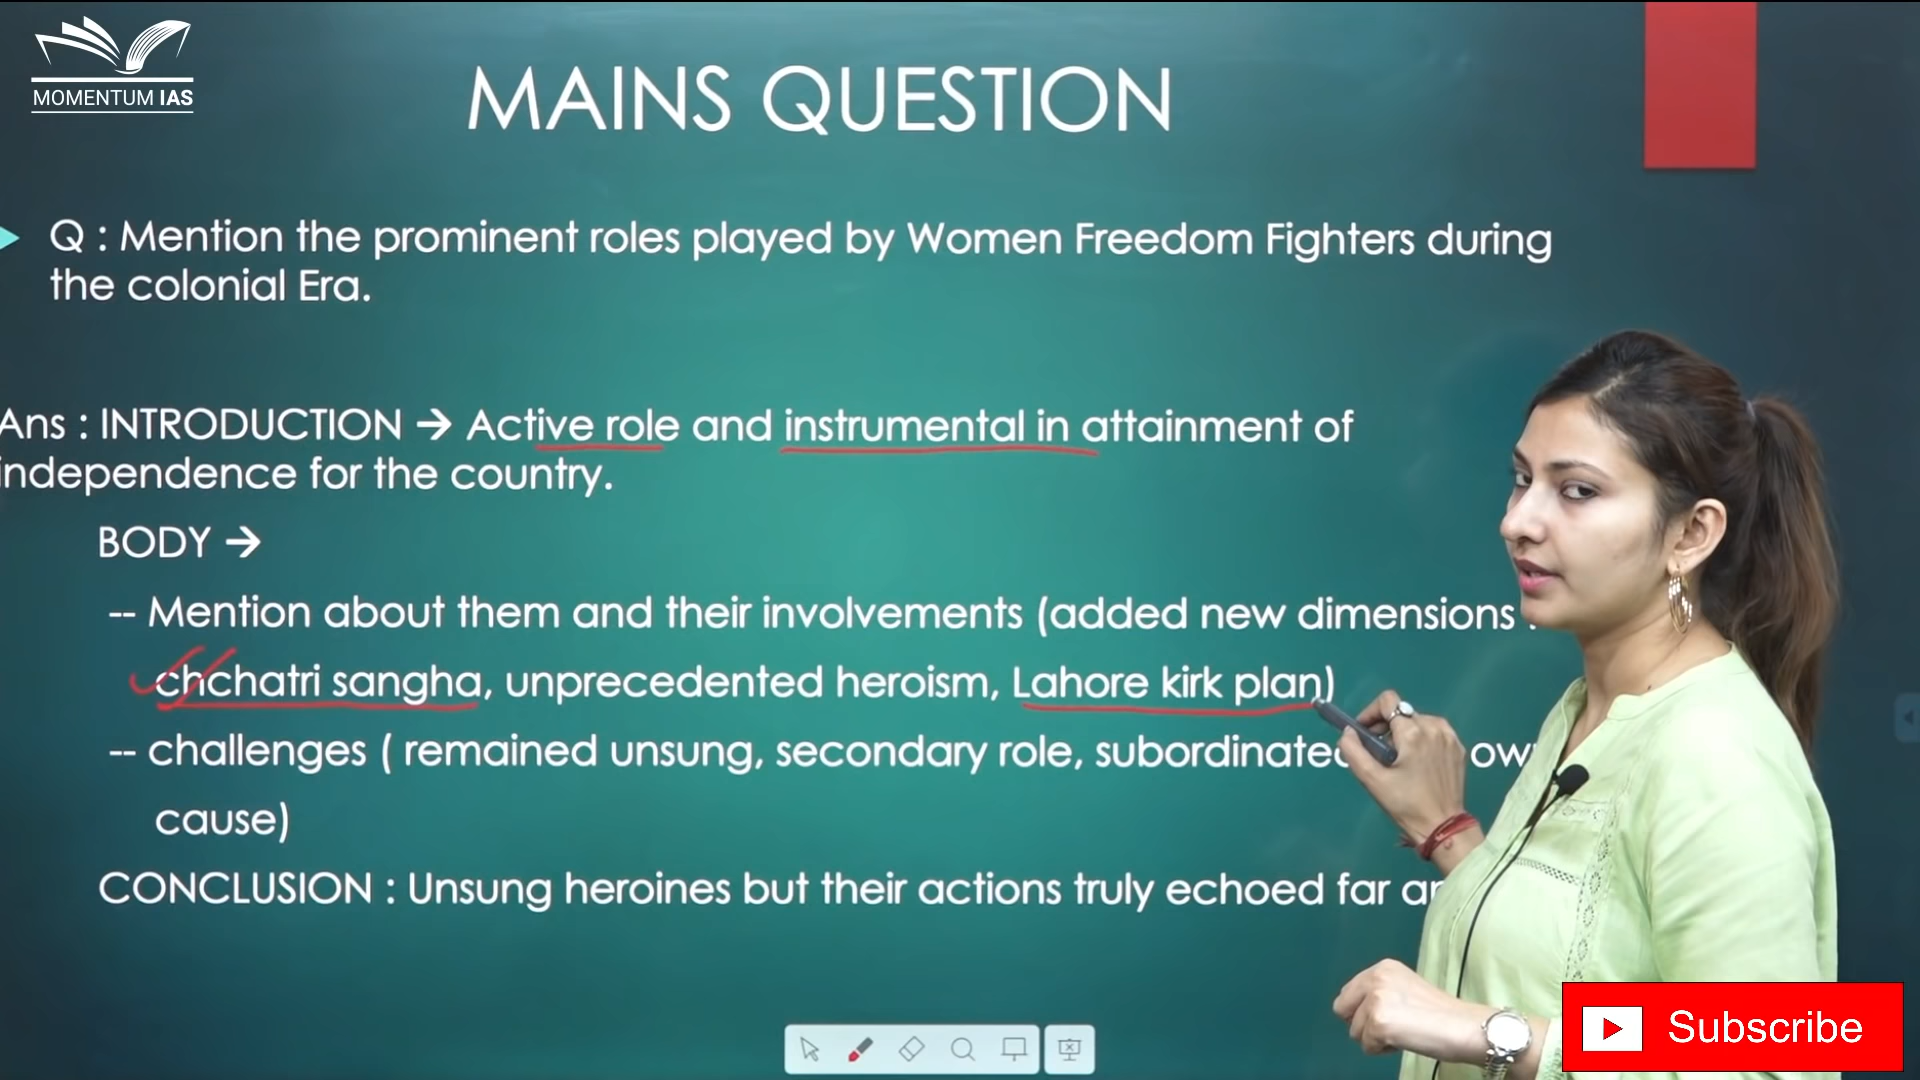 MOMENTUM IAS
MAINS QUESTION
Q : Mention the prominent roles played by Women Freedom Fighters during
the colonial Era.
Ans : INTRODUCTION → Active role and instrumental in attainment of
independence for the country.
BODY →
-- Mention about them and their involvements (added new dimensions :
chchatri sangha, unprecedented heroism, Lahore kirk plan)
-- challenges ( remained unsung, secondary role, subordinated
cause)
CONCLUSION : Unsung heroines but their actions truly echoed far
Subscribe